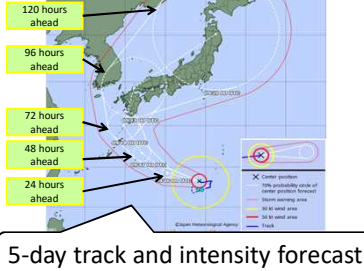 120 hours
ahead
96 hours
ahead
72 hours
ahead
48 hours
ahead
24 hours
ahead
Center position
70% probability circle of
center position forecast
Storm warning area
30 kt wind area
50 kt wind area
Track
©Japan Meteorological Agency
5-day track and intensity forecast